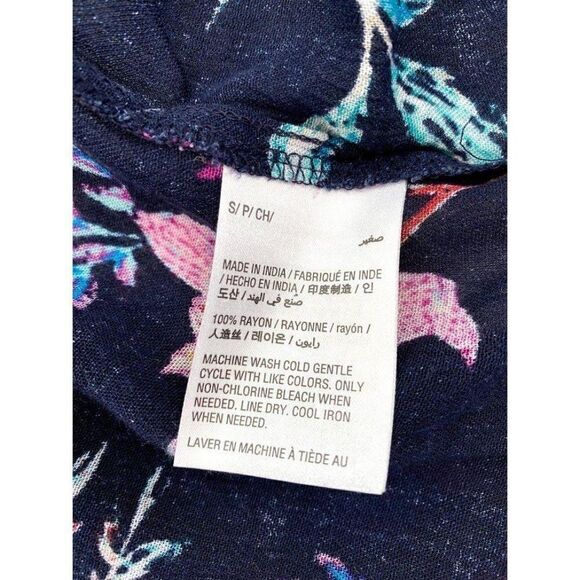 S/ P/ CH/
صغير
MADE IN INDIA / FABRIQUÉ EN INDE
/ HECHO EN INDIA / 印度制造 / 인
도산 / صنع في الهند /
100% RAYON / RAYONNE / rayón /
人造丝 / 레이온 / رايون /
MACHINE WASH COLD GENTLE
CYCLE WITH LIKE COLORS. ONLY
NON-CHLORINE BLEACH WHEN
NEEDED. LINE DRY. COOL IRON
WHEN NEEDED.
LAVER EN MACHINE À TIÈDE AU